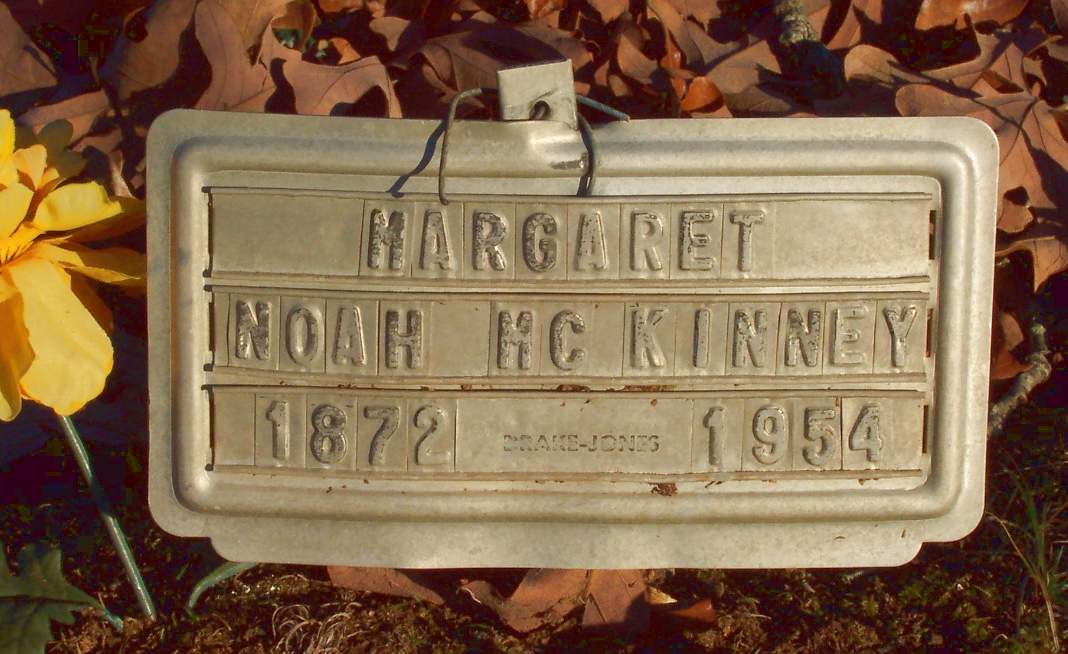 MARGARET
NOAH MC KINNEY
1872 DRAKE-JONES 1954